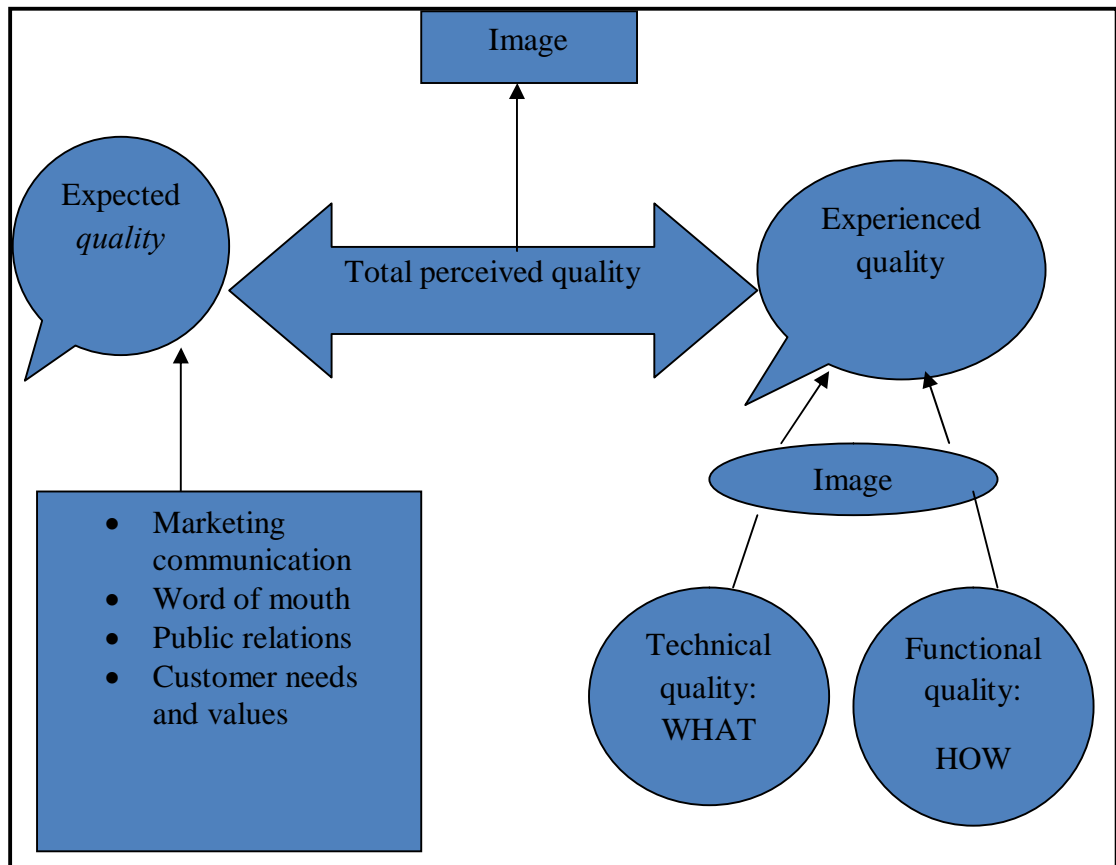 Image
Expected
quality
Total perceived quality
Experienced
quality
Image
• Marketing
communication
• Word of mouth
• Public relations
• Customer needs
and values
Technical
quality:
WHAT
Functional
quality:
HOW